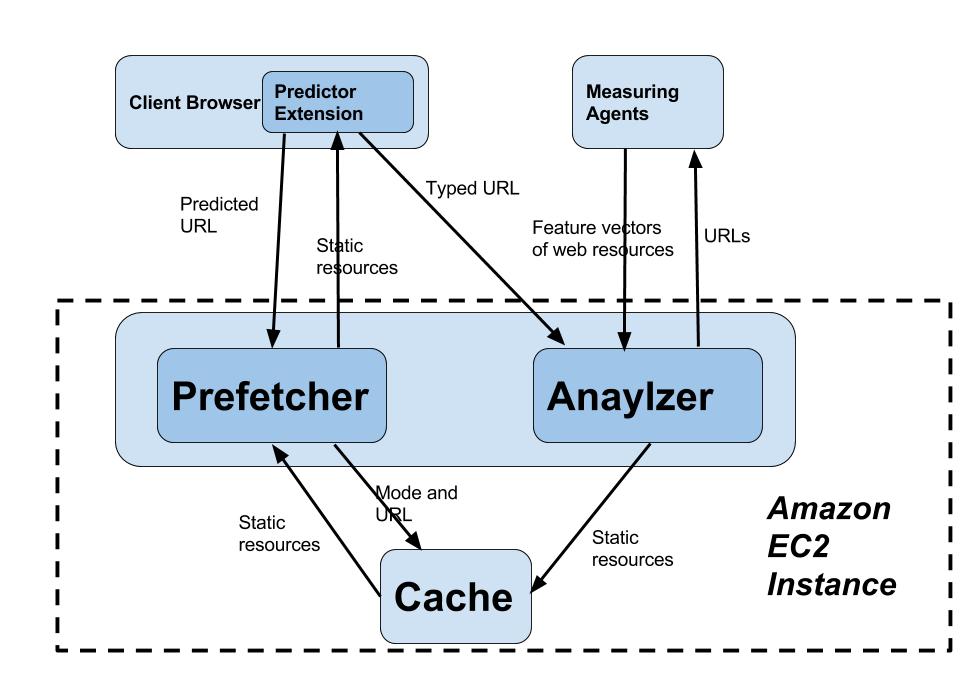 Client Browser
Predictor
Extension
Measuring
Agents
Predicted
URL
Static
resources
Typed URL
Feature vectors
of web resources
URLs
Prefetcher
Anaylzer
Static
resources
Mode and
URL
Static
resources
Cache
Amazon
EC2
Instance